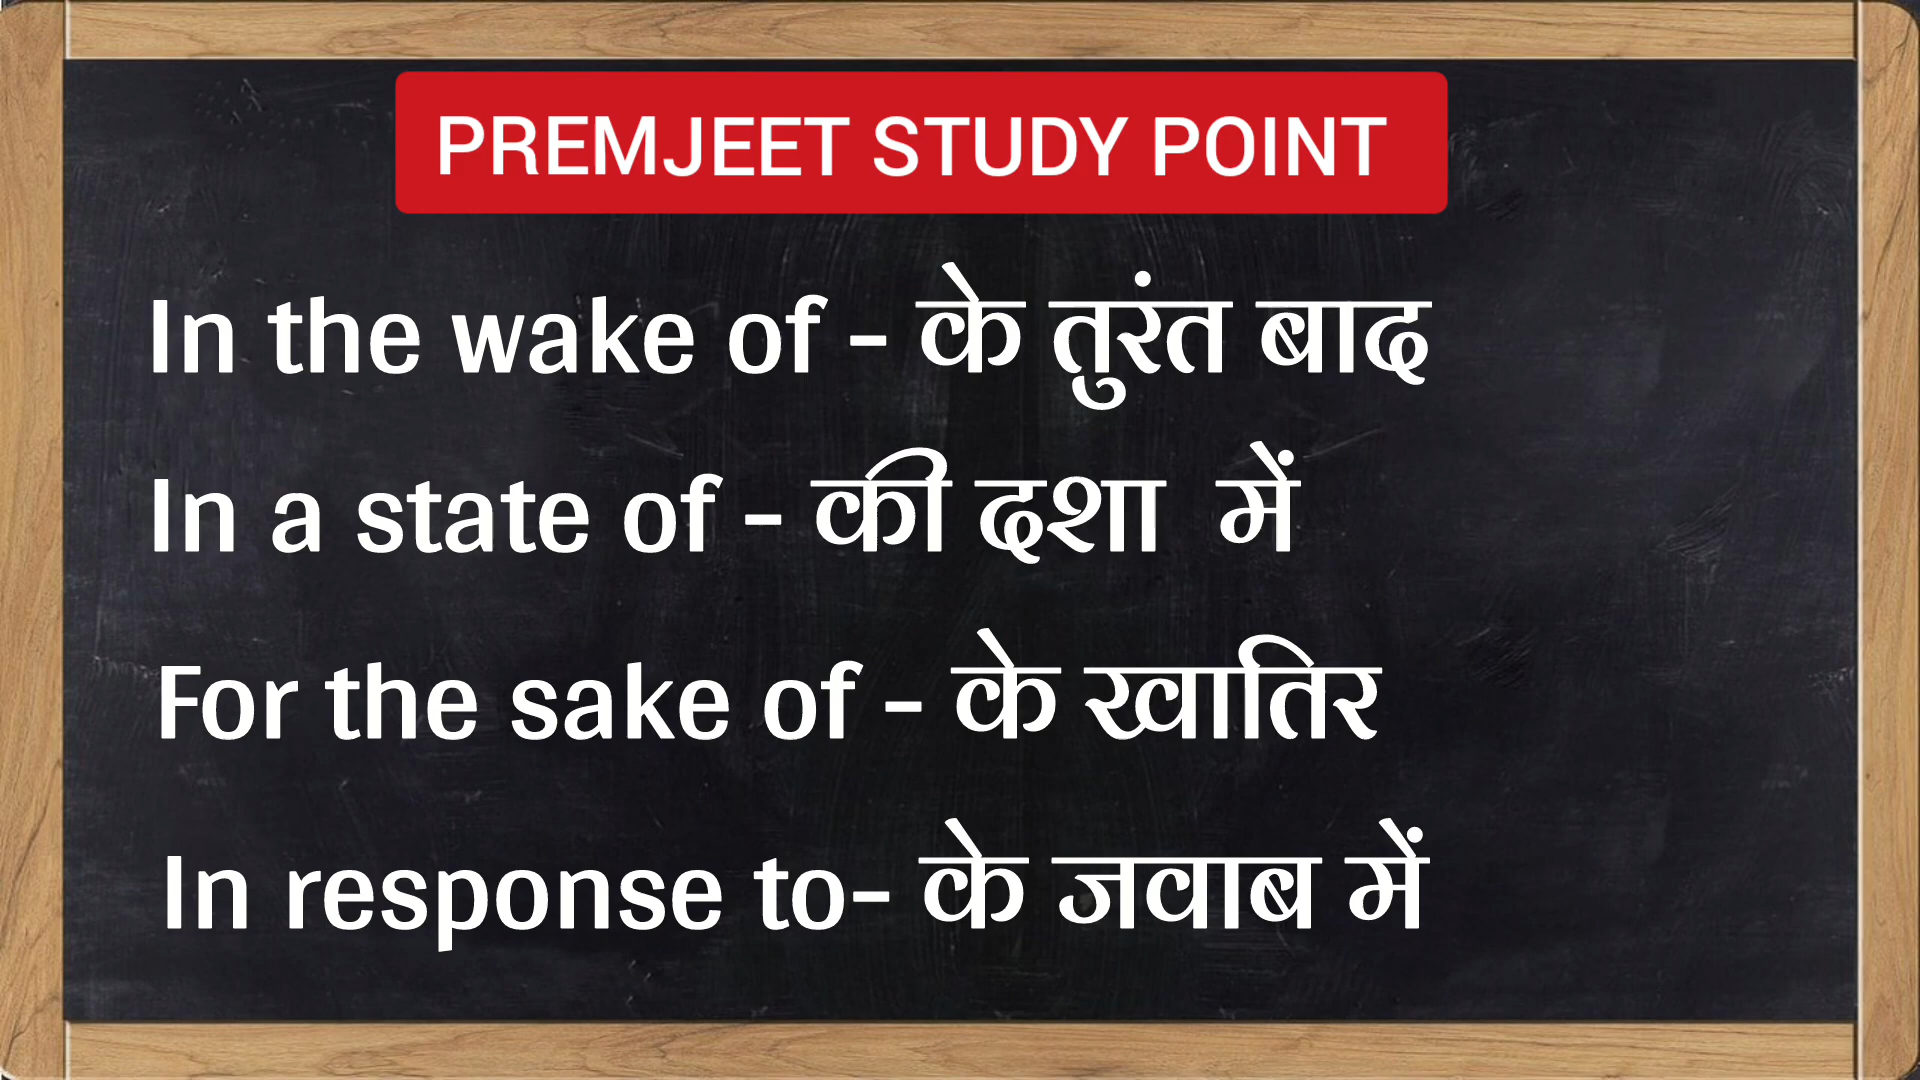 PREMJEET STUDY POINT
In the wake of - के तुरंत बाद
In a state of - की दशा में
For the sake of - के खातिर
In response to- के जवाब में